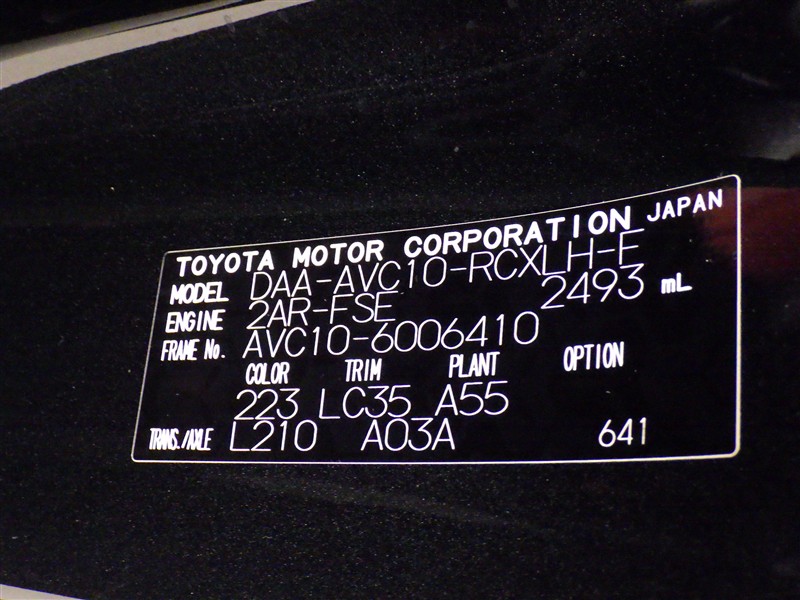 TOYOTA MOTOR CORPORATION JAPAN
MODEL DAA-AVC10-RCXLH-F
ENGINE 2AR-FSE 2493 mL
FRAME No. AVC10-6006410
COLOR TRIM PLANT OPTION
223 LC35 A55
TRANS./AXLE L210 A03A 641